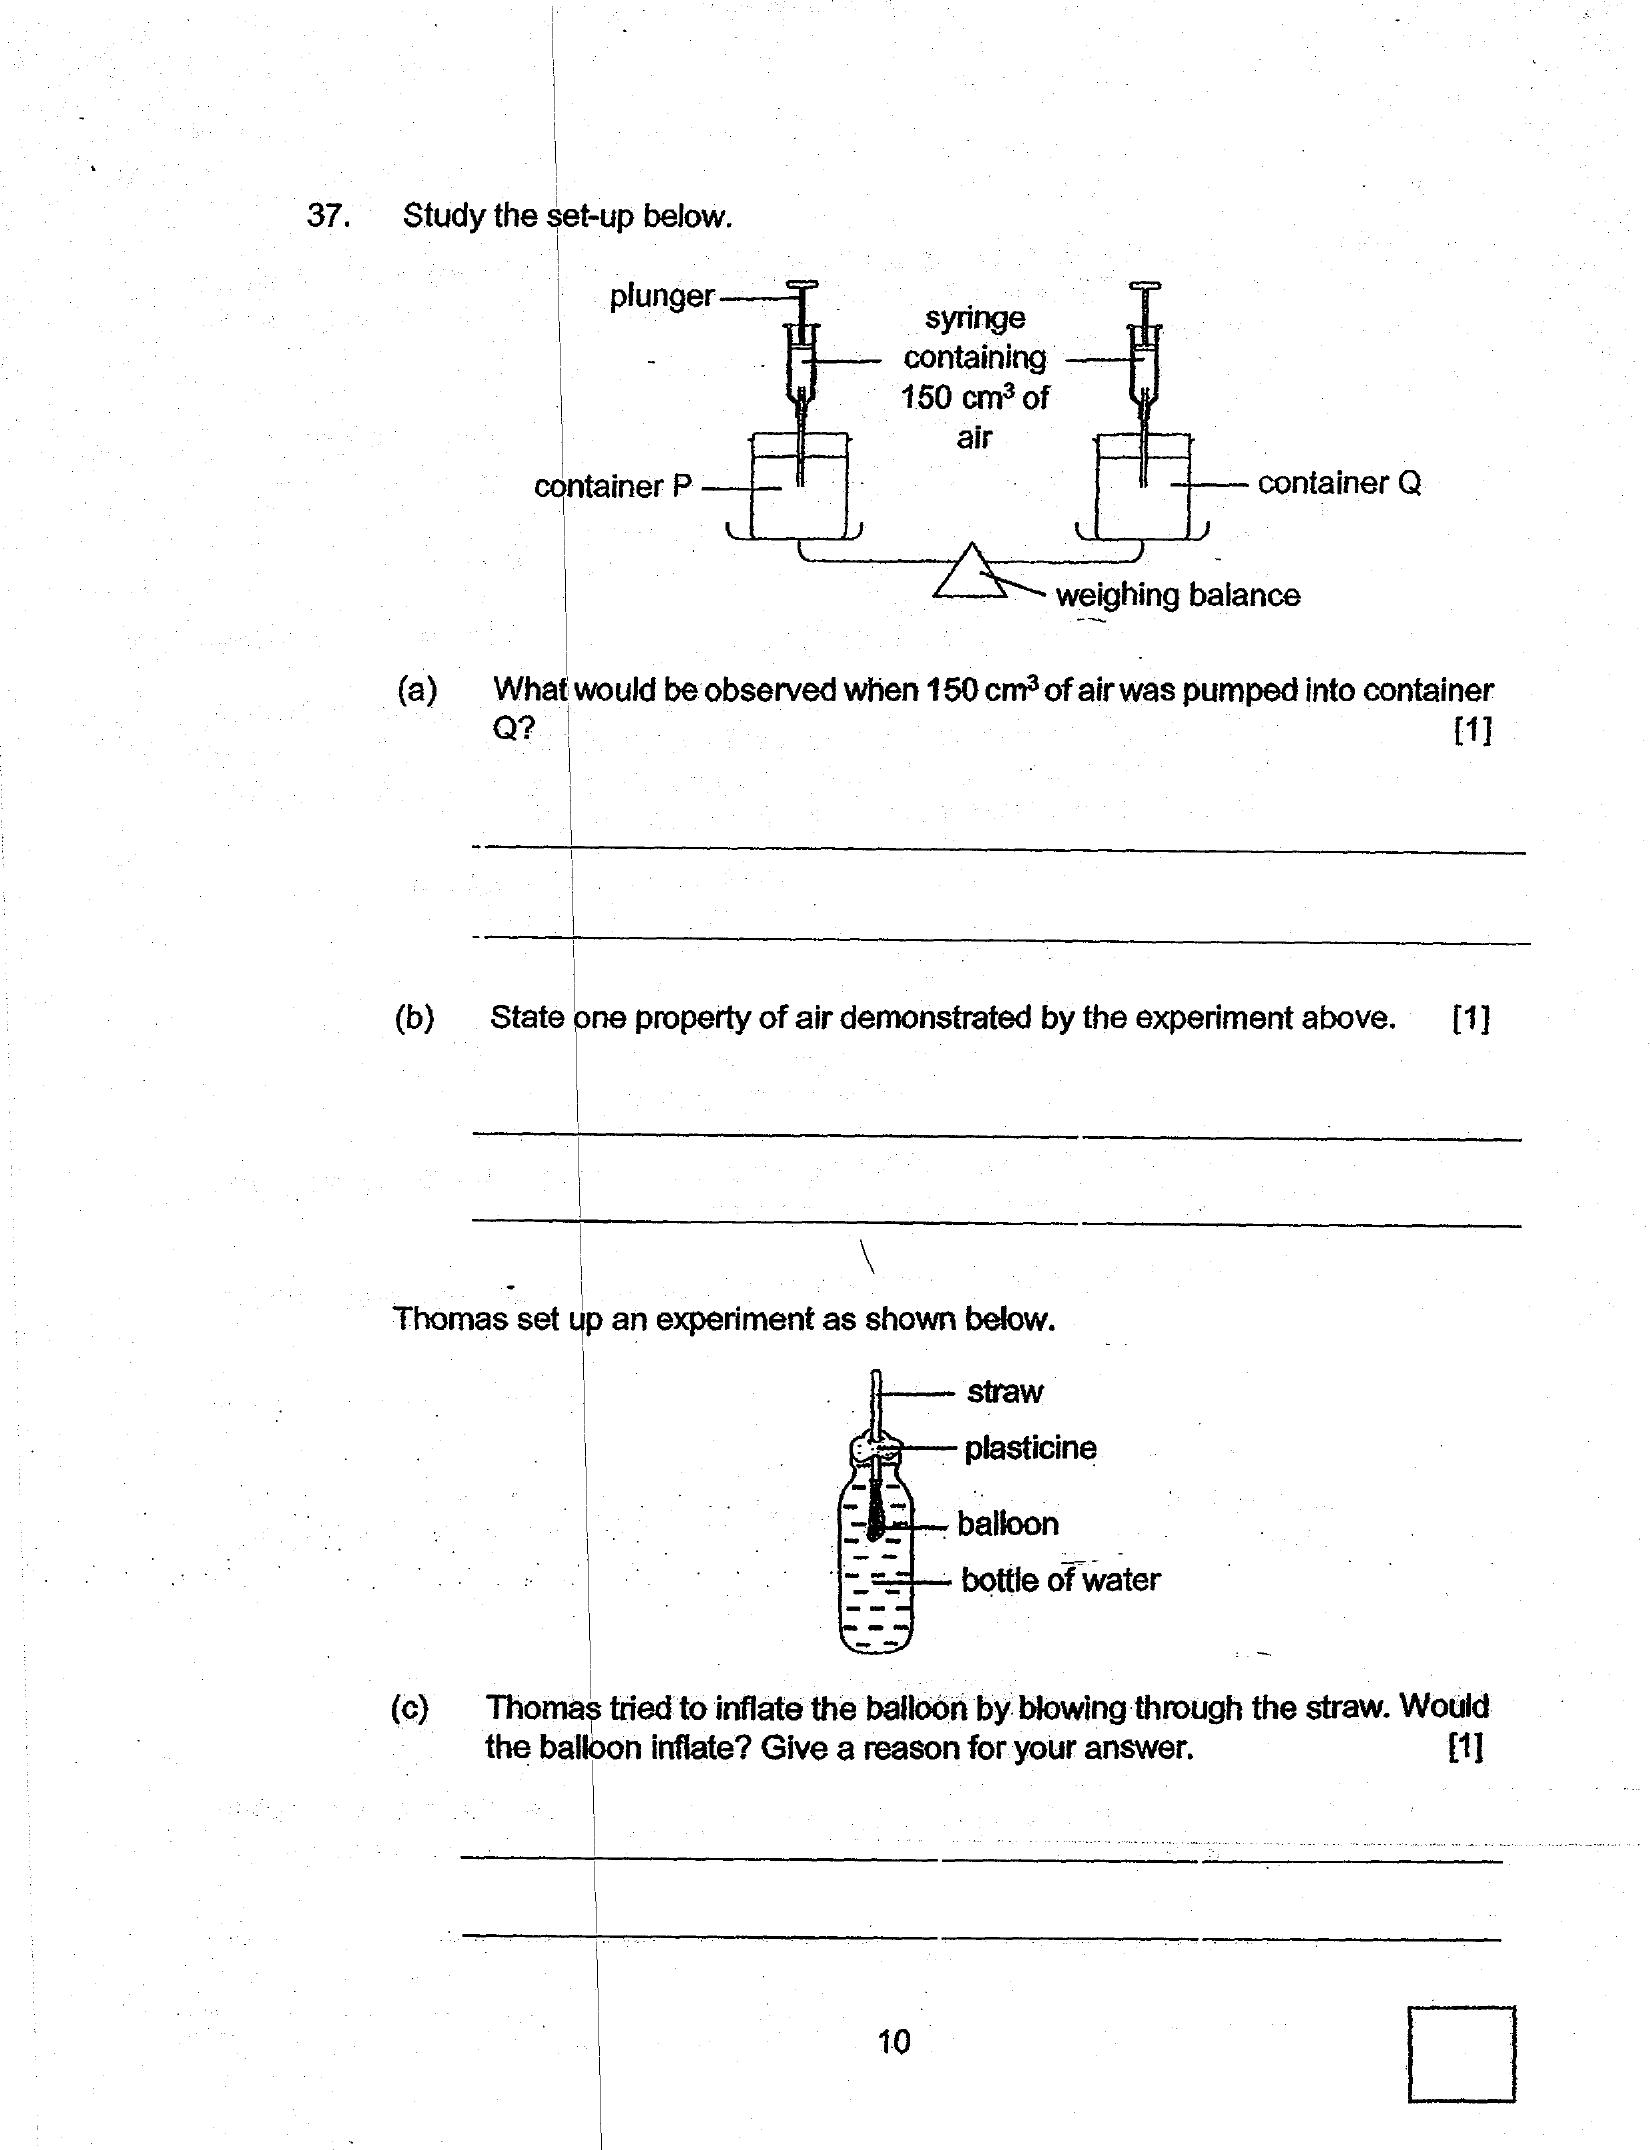 37. Study the set-up below.
plunger
syringe
containing
150 cm³ of
air
container P
container Q
weighing balance
(a) What would be observed when 150 cm³ of air was pumped into container
Q? [1]
(b) State one property of air demonstrated by the experiment above. [1]
Thomas set up an experiment as shown below.
straw
plasticine
balloon
bottle of water
(c) Thomas tried to inflate the balloon by blowing through the straw. Would
the balloon inflate? Give a reason for your answer. [1]
10